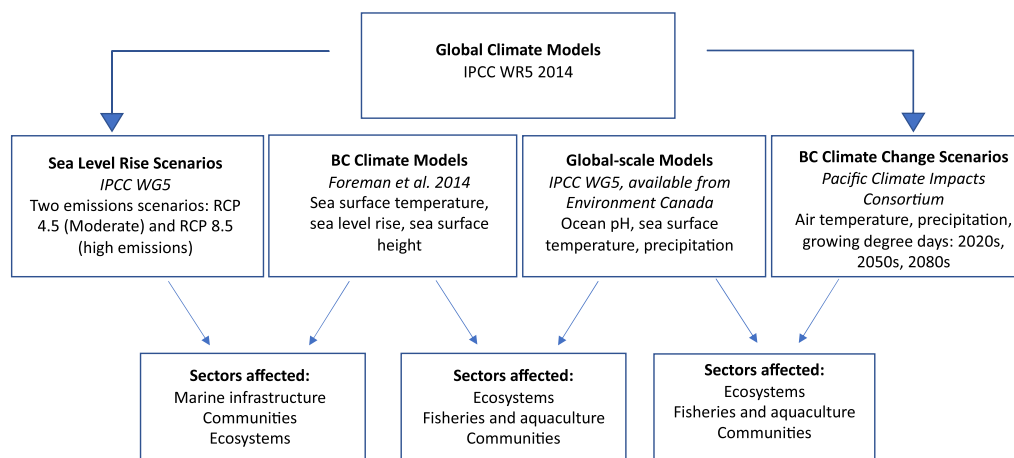 Global Climate Models
IPCC WR5 2014
Sea Level Rise Scenarios
IPCC WG5
Two emissions scenarios: RCP
4.5 (Moderate) and RCP 8.5
(high emissions)
BC Climate Models
Foreman et al. 2014
Sea surface temperature,
sea level rise, sea surface
height
Global-scale Models
IPCC WG5, available from
Environment Canada
Ocean pH, sea surface
temperature, precipitation
BC Climate Change Scenarios
Pacific Climate Impacts
Consortium
Air temperature, precipitation,
growing degree days: 2020s,
2050s, 2080s
Sectors affected:
Marine infrastructure
Communities
Ecosystems
Sectors affected:
Ecosystems
Fisheries and aquaculture
Communities
Sectors affected:
Ecosystems
Fisheries and aquaculture
Communities